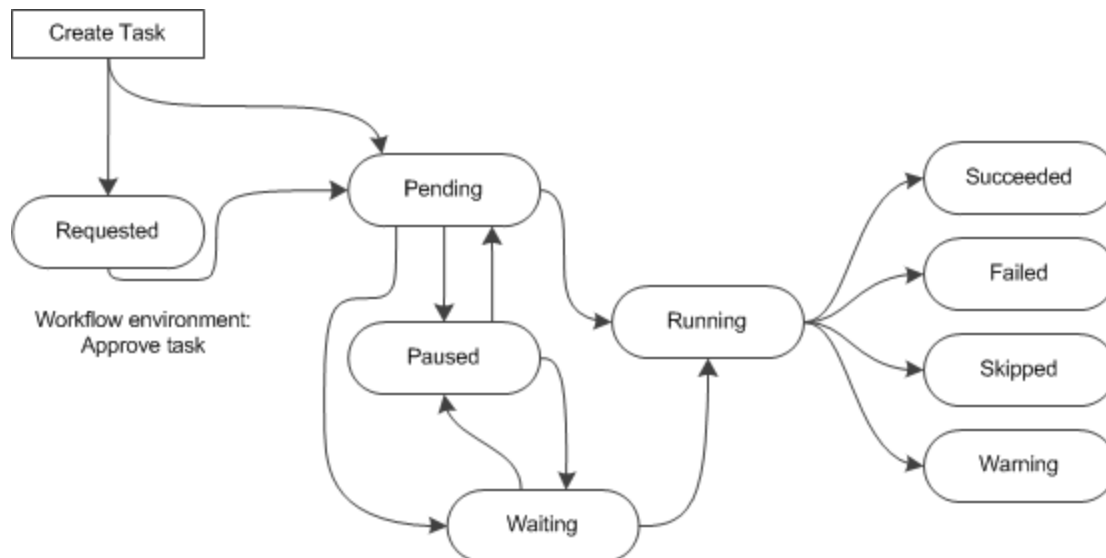 Create Task
Pending
Requested
Succeeded
Failed
Workflow environment:
Approve task
Running
Paused
Skipped
Warning
Waiting